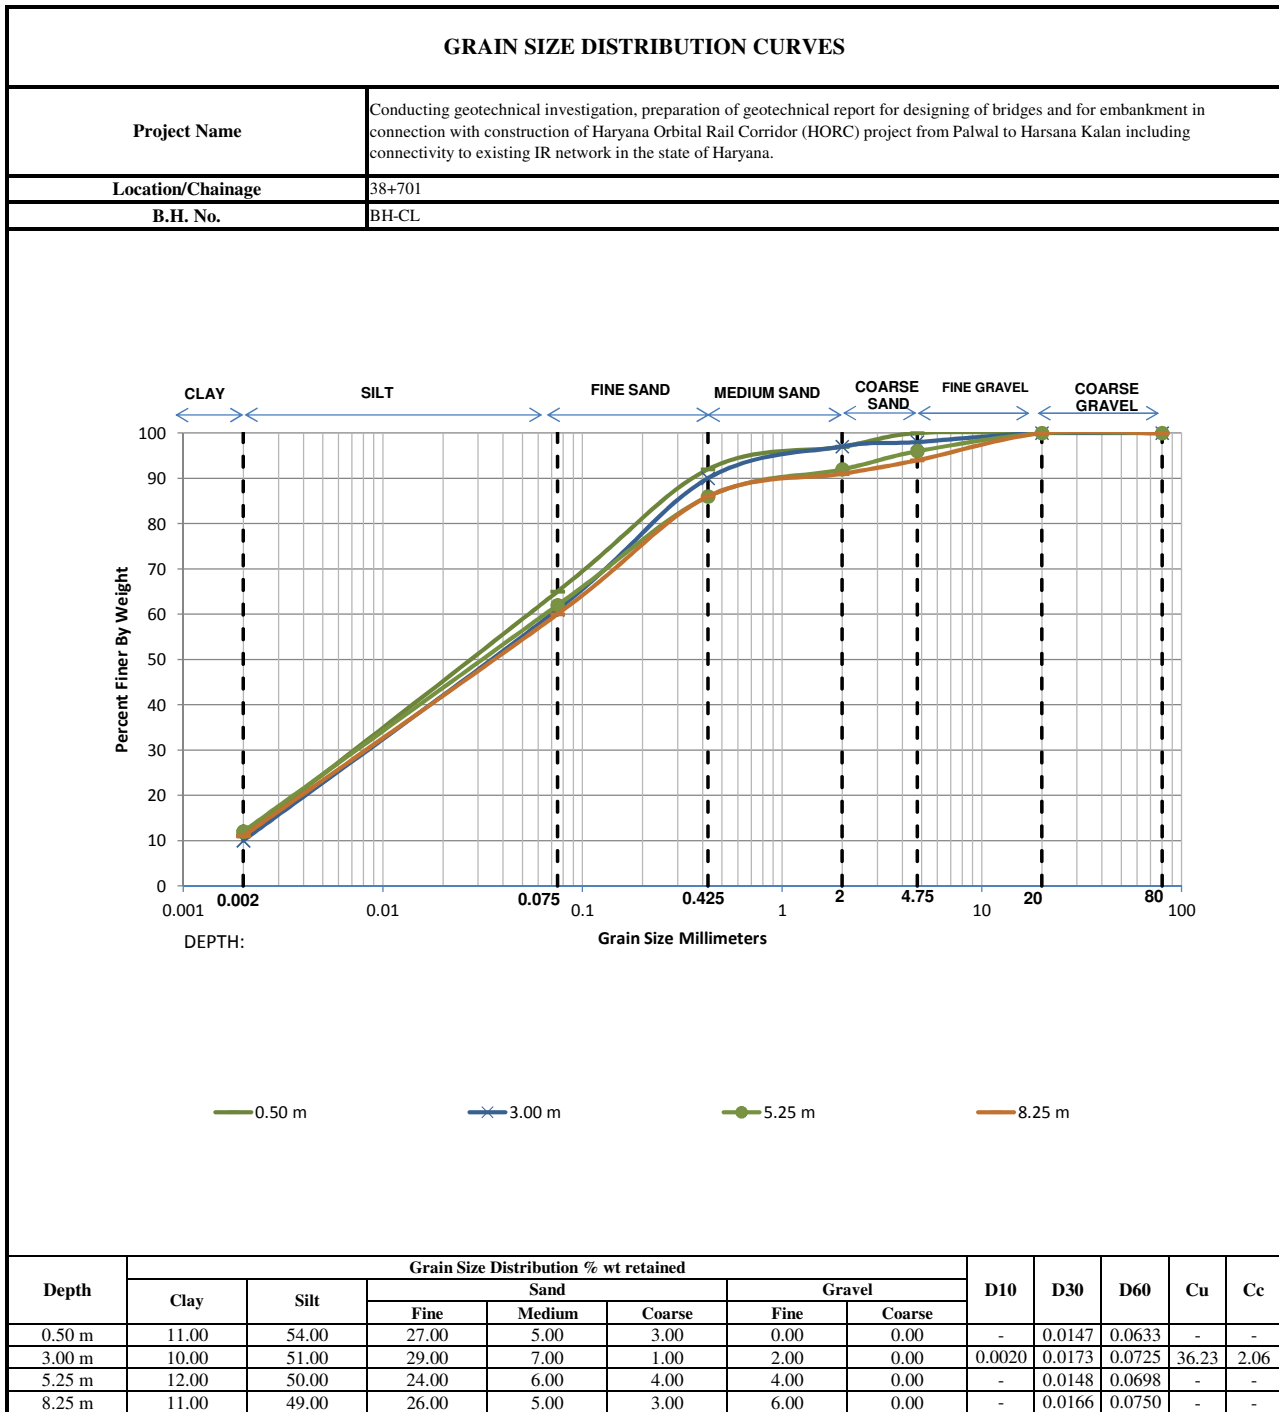 GRAIN SIZE DISTRIBUTION CURVES
Project Name
Conducting geotechnical investigation, preparation of geotechnical report for designing of bridges and for embankment in
connection with construction of Haryana Orbital Rail Corridor (HORC) project from Palwal to Harsana Kalan including
connectivity to existing IR network in the state of Haryana.
Location/Chainage 38+701
B.H. No. BH-CL
CLAY SILT FINE SAND MEDIUM SAND COARSE SAND FINE GRAVEL COARSE GRAVEL
100
90
80
70
60
50
40
30
20
10
0
Percent Finer By Weight
0.002 0.075 0.425 2 4.75 20 80
0.001 0.01 0.1 1 10 100
DEPTH: Grain Size Millimeters
0.50 m 3.00 m 5.25 m 8.25 m
Grain Size Distribution % wt retained
Depth Clay Silt Sand Gravel D10 D30 D60 Cu Cc
Fine Medium Coarse Fine Coarse
0.50 m 11.00 54.00 27.00 5.00 3.00 0.00 0.00 - 0.0147 0.0633 - -
3.00 m 10.00 51.00 29.00 7.00 1.00 2.00 0.00 0.0020 0.0173 0.0725 36.23 2.06
5.25 m 12.00 50.00 24.00 6.00 4.00 4.00 0.00 - 0.0148 0.0698 - -
8.25 m 11.00 49.00 26.00 5.00 3.00 6.00 0.00 - 0.0166 0.0750 - -